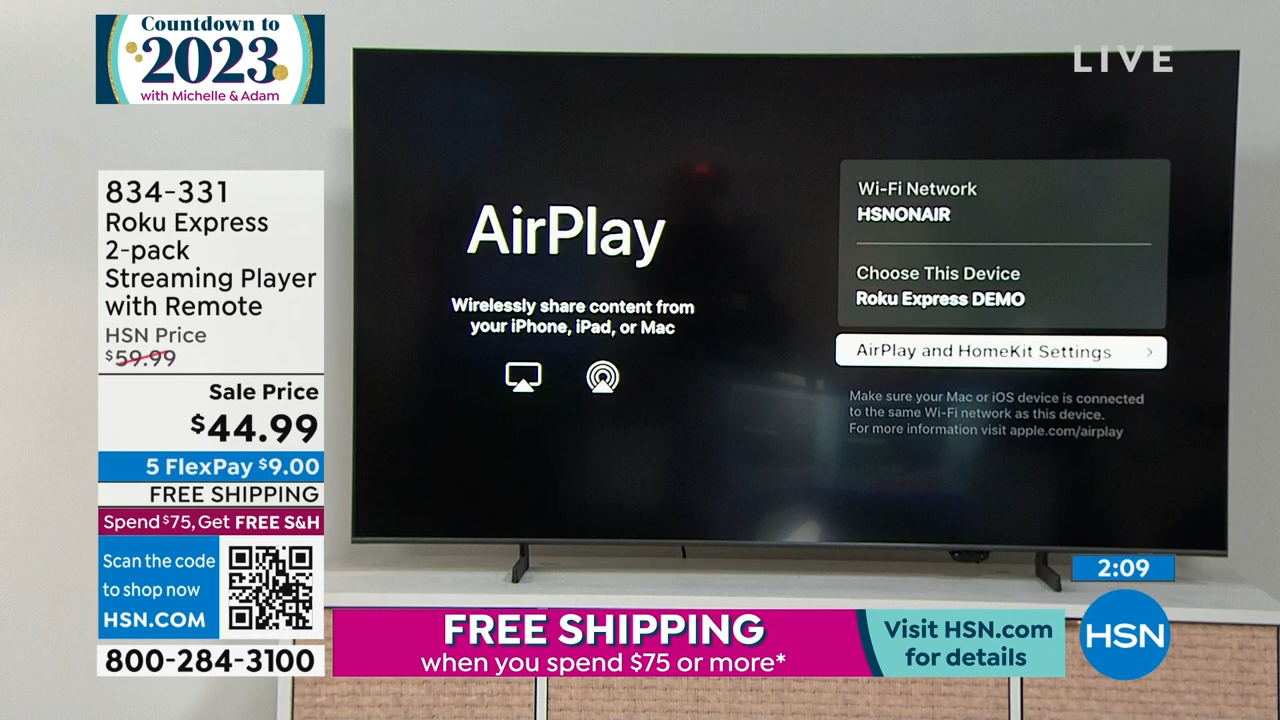 Countdown to
2023
with Michelle & Adam
LIVE
834-331
Roku Express
2-pack
Streaming Player
with Remote
HSN Price
$59.99
Sale Price
$44.99
5 FlexPay $9.00
FREE SHIPPING
Spend $75, Get FREE S&H
Scan the code
to shop now
HSN.COM
800-284-3100
AirPlay
Wirelessly share content from
your iPhone, iPad, or Mac
Wi-Fi Network
HSNONAIR
Choose This Device
Roku Express DEMO
AirPlay and HomeKit Settings
Make sure your Mac or iOS device is connected
to the same Wi-Fi network as this device.
For more information visit apple.com/airplay
2:09
FREE SHIPPING
when you spend $75 or more*
Visit HSN.com
for details
HSN